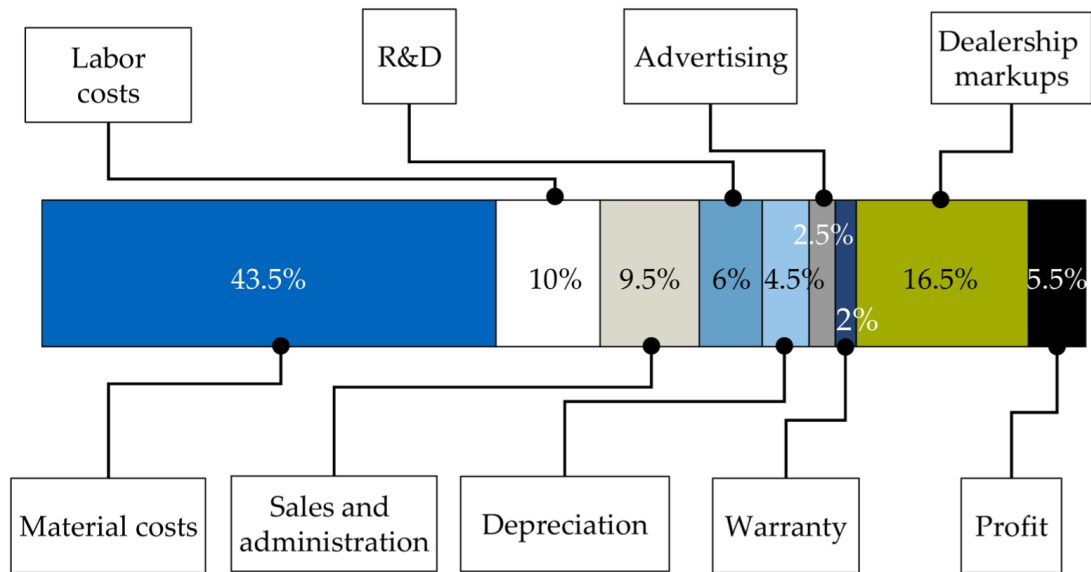 Labor
costs
R&D
Advertising
Dealership
markups
43.5%
10%
9.5%
6%
4.5%
2.5%
2%
16.5%
5.5%
Material costs
Sales and
administration
Depreciation
Warranty
Profit